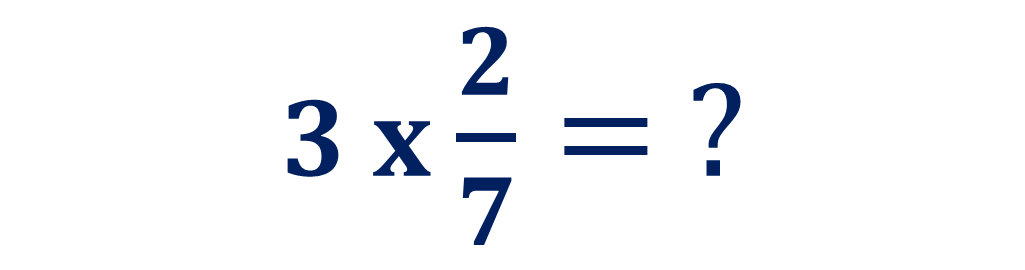 3 x 2/7 = ?